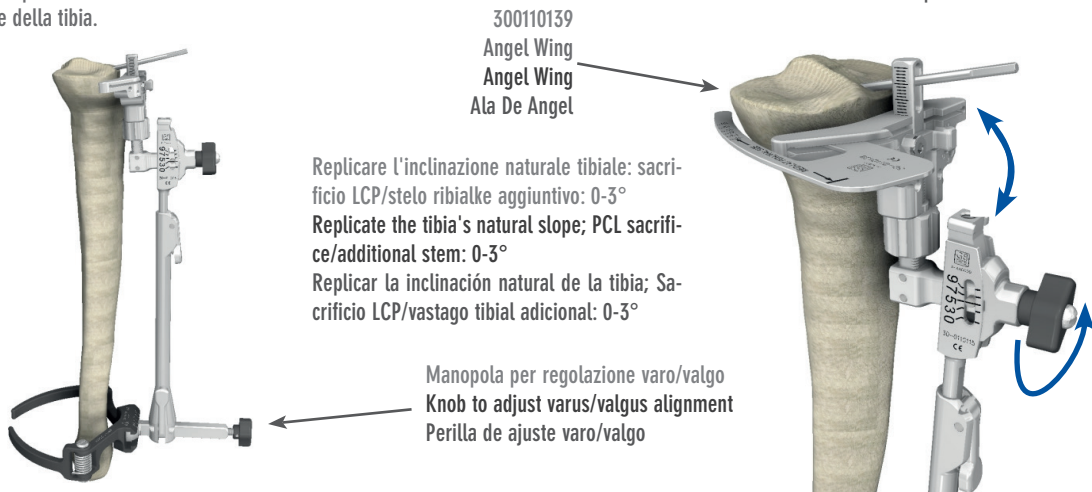 e della tibia.
300110139
Angel Wing
Angel Wing
Ala De Angel
Replicare l'inclinazione naturale tibiale: sacri-
ficio LCP/stelo ribialke aggiuntivo: 0-3°
Replicate the tibia's natural slope; PCL sacrifi-
ce/additional stem: 0-3°
Replicar la inclinación natural de la tibia; Sa-
crificio LCP/vastago tibial adicional: 0-3°
Manopola per regolazione varo/valgo
Knob to adjust varus/valgus alignment
Perilla de ajuste varo/valgo
97530
97530
CE